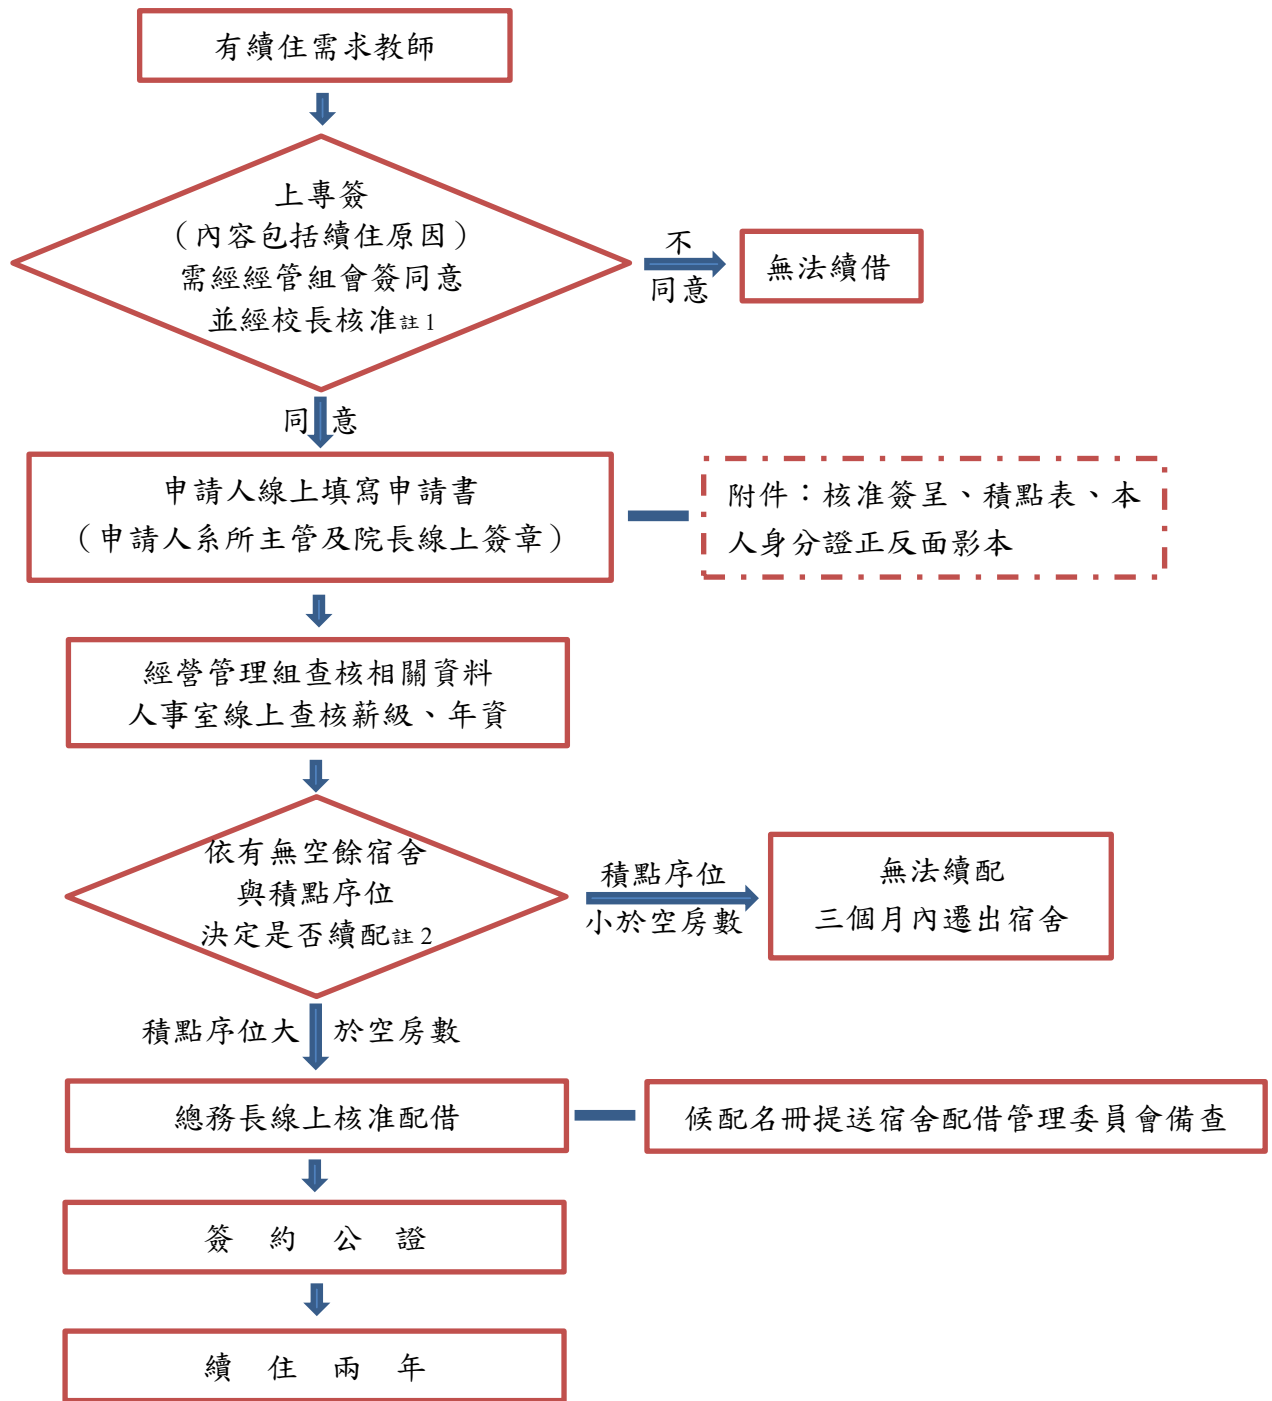 有續住需求教師
上專簽
（內容包括續住原因）
需經經管組會簽同意
並經校長核准註1
不
同意
無法續借
同意
申請人線上填寫申請書
（申請人系所主管及院長線上簽章）
附件：核准簽呈、積點表、本
人身分證正反面影本
經營管理組查核相關資料
人事室線上查核薪級、年資
依有無空餘宿舍
與積點序位
決定是否續配註2
積點序位
小於空房數
無法續配
三個月內遷出宿舍
積點序位大於空房數
總務長線上核准配借
候配名冊提送宿舍配借管理委員會備查
簽 約 公 證
續 住 兩 年